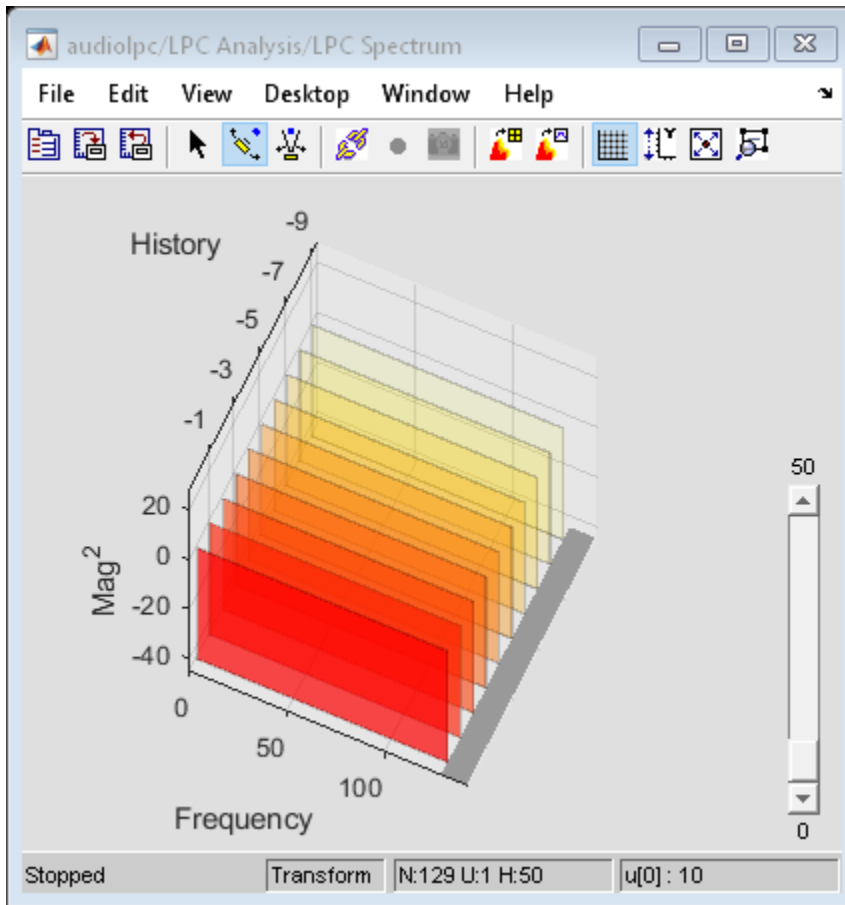 audiolpc/LPC Analysis/LPC Spectrum
File Edit View Desktop Window Help
History
-9
-7
-5
-3
-1
20
0
-20
-40
Mag2
0
50
100
Frequency
50
0
Stopped Transform N:129 U:1 H:50 u[0] : 10